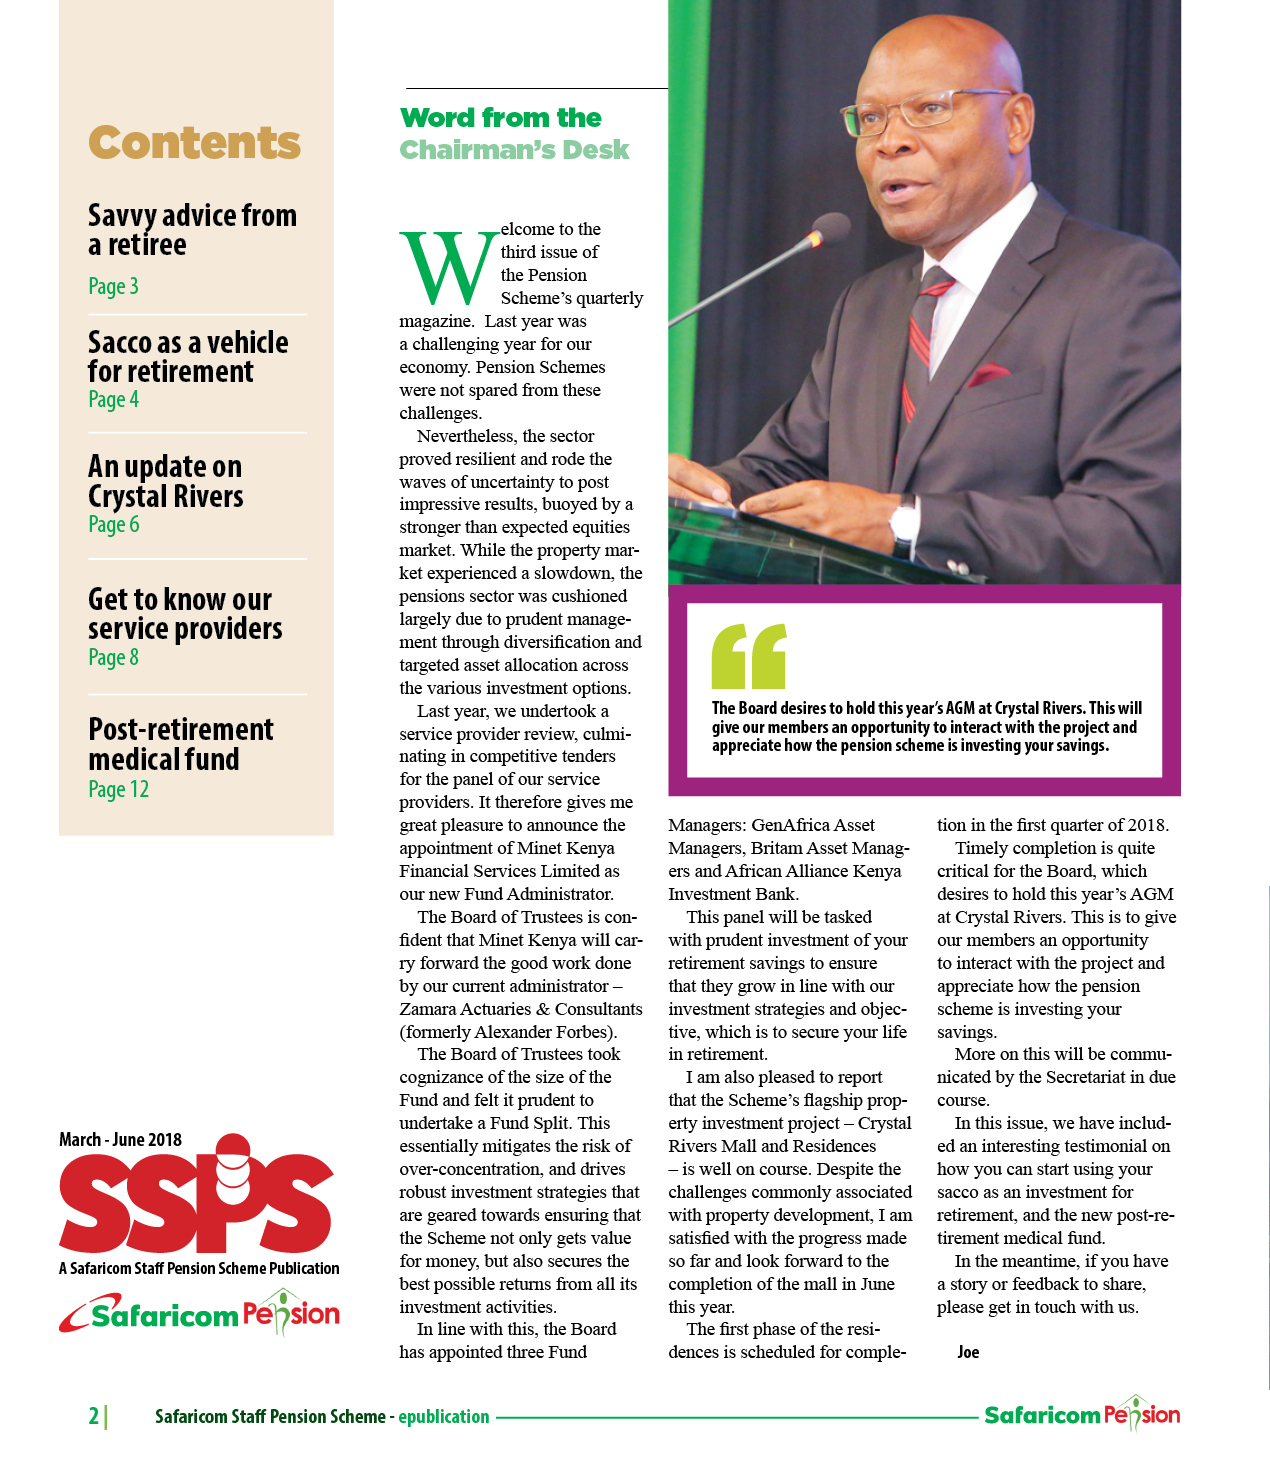 Contents
Savvy advice from
a retiree
Page 3
Sacco as a vehicle
for retirement
Page 4
An update on
Crystal Rivers
Page 6
Get to know our
service providers
Page 8
Post-retirement
medical fund
Page 12
March - June 2018
SSPS
A Safaricom Staff Pension Scheme Publication
Safaricom Pension
Word from the
Chairman's Desk
Welcome to the
third issue of
the Pension
Scheme's quarterly
magazine.  Last year was
a challenging year for our
economy. Pension Schemes
were not spared from these
challenges.
Nevertheless, the sector
proved resilient and rode the
waves of uncertainty to post
impressive results, buoyed by a
stronger than expected equities
market. While the property mar-
ket experienced a slowdown, the
pensions sector was cushioned
largely due to prudent manage-
ment through diversification and
targeted asset allocation across
the various investment options.
Last year, we undertook a
service provider review, culmi-
nating in competitive tenders
for the panel of our service
providers. It therefore gives me
great pleasure to announce the
appointment of Minet Kenya
Financial Services Limited as
our new Fund Administrator.
The Board of Trustees is con-
fident that Minet Kenya will car-
ry forward the good work done
by our current administrator –
Zamara Actuaries & Consultants
(formerly Alexander Forbes).
The Board of Trustees took
cognizance of the size of the
Fund and felt it prudent to
undertake a Fund Split. This
essentially mitigates the risk of
over-concentration, and drives
robust investment strategies that
are geared towards ensuring that
the Scheme not only gets value
for money, but also secures the
best possible returns from all its
investment activities.
In line with this, the Board
has appointed three Fund
“
The Board desires to hold this year's AGM at Crystal Rivers. This will
give our members an opportunity to interact with the project and
appreciate how the pension scheme is investing your savings.
Managers: GenAfrica Asset
Managers, Britam Asset Manag-
ers and African Alliance Kenya
Investment Bank.
This panel will be tasked
with prudent investment of your
retirement savings to ensure
that they grow in line with our
investment strategies and objec-
tive, which is to secure your life
in retirement.
I am also pleased to report
that the Scheme's flagship prop-
erty investment project – Crystal
Rivers Mall and Residences
– is well on course. Despite the
challenges commonly associated
with property development, I am
satisfied with the progress made
so far and look forward to the
completion of the mall in June
this year.
The first phase of the resi-
dences is scheduled for comple-
tion in the first quarter of 2018.
Timely completion is quite
critical for the Board, which
desires to hold this year's AGM
at Crystal Rivers. This is to give
our members an opportunity
to interact with the project and
appreciate how the pension
scheme is investing your
savings.
More on this will be commu-
nicated by the Secretariat in due
course.
In this issue, we have includ-
ed an interesting testimonial on
how you can start using your
sacco as an investment for
retirement, and the new post-re-
tirement medical fund.
In the meantime, if you have
a story or feedback to share,
please get in touch with us.
Joe
2 | Safaricom Staff Pension Scheme - epublication
Safaricom Pension